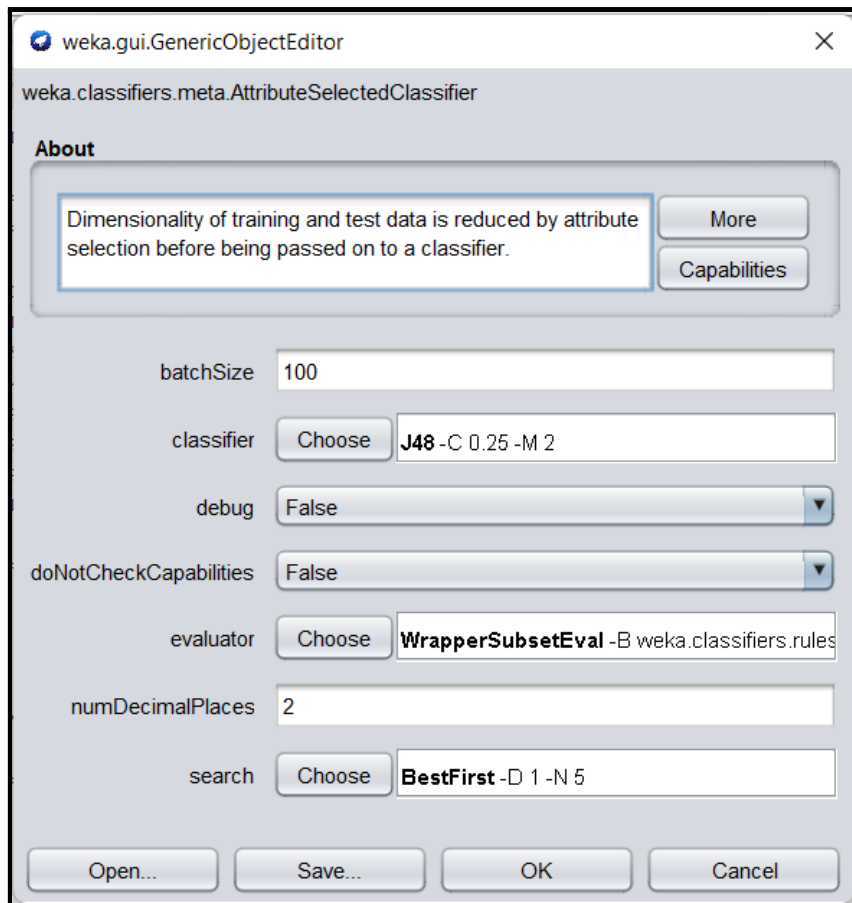 weka.gui.GenericObjectEditor
weka.classifiers.meta.AttributeSelectedClassifier
About
Dimensionality of training and test data is reduced by attribute
selection before being passed on to a classifier.
More
Capabilities
batchSize 100
classifier Choose J48 -C 0.25 -M 2
debug False
doNotCheckCapabilities False
evaluator Choose WrapperSubsetEval -B weka.classifiers.rules
numDecimalPlaces 2
search Choose BestFirst -D 1 -N 5
Open... Save... OK Cancel